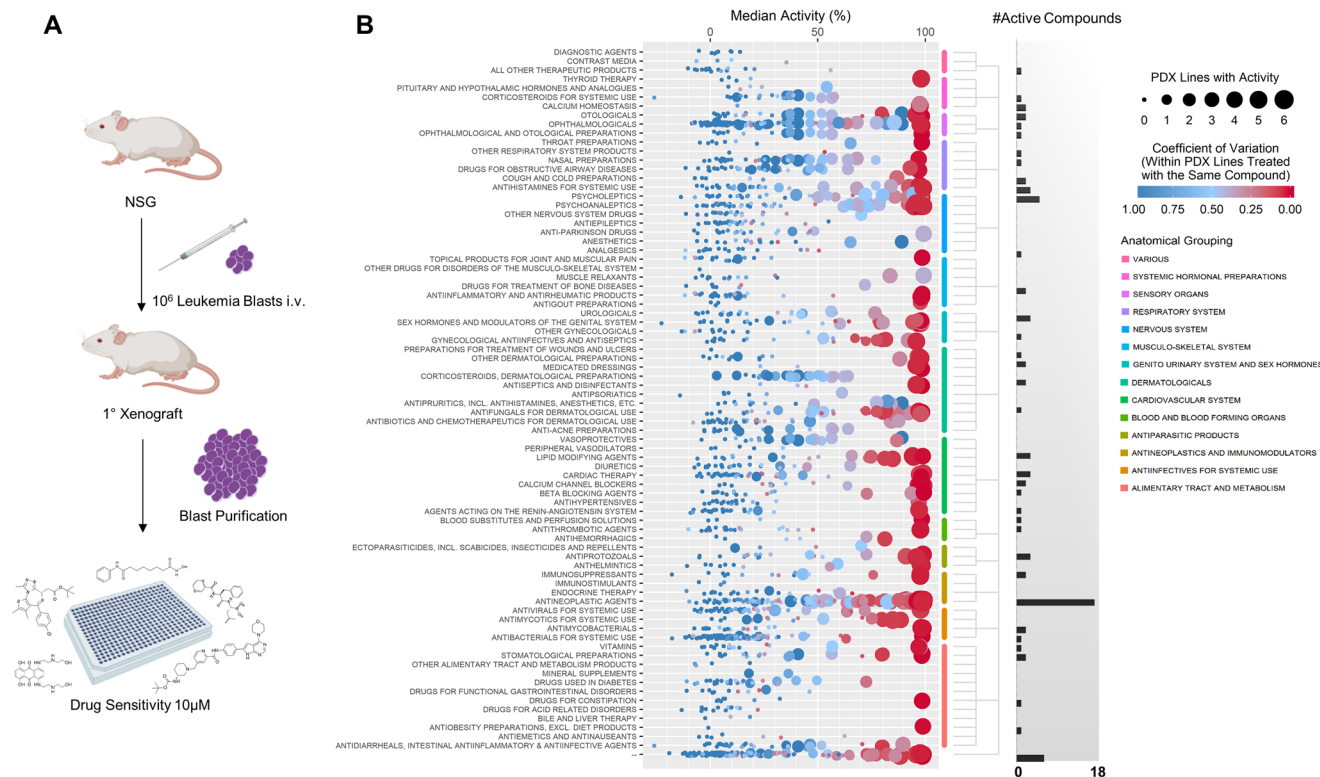 A
NSG
10⁶ Leukemia Blasts i.v.
1° Xenograft
Blast Purification
Drug Sensitivity 10µM
B
Median Activity (%)
0 50 100
DIAGNOSTIC AGENTS
CONTRAST MEDIA
ALL OTHER THERAPEUTIC PRODUCTS
THYROID THERAPY
PITUITARY AND HYPOTHALAMIC HORMONES AND ANALOGUES
CORTICOSTEROIDS FOR SYSTEMIC USE
CALCIUM HOMEOSTASIS
OTOLOGICALS
OPHTHALMOLOGICALS
OPHTHALMOLOGICAL AND OTOLOGICAL PREPARATIONS
THROAT PREPARATIONS
OTHER RESPIRATORY SYSTEM PRODUCTS
NASAL PREPARATIONS
DRUGS FOR OBSTRUCTIVE AIRWAY DISEASES
COUGH AND COLD PREPARATIONS
ANTIHISTAMINES FOR SYSTEMIC USE
PSYCHOLEPTICS
PSYCHOANALEPTICS
OTHER NERVOUS SYSTEM DRUGS
ANTIEPILEPTICS
ANTI-PARKINSON DRUGS
ANESTHETICS
ANALGESICS
TOPICAL PRODUCTS FOR JOINT AND MUSCULAR PAIN
OTHER DRUGS FOR DISORDERS OF THE MUSCULO-SKELETAL SYSTEM
MUSCLE RELAXANTS
DRUGS FOR TREATMENT OF BONE DISEASES
ANTIINFLAMMATORY AND ANTIRHEUMATIC PRODUCTS
ANTIGOUT PREPARATIONS
UROLOGICALS
SEX HORMONES AND MODULATORS OF THE GENITAL SYSTEM
OTHER GYNECOLOGICALS
GYNECOLOGICAL ANTIINFECTIVES AND ANTISEPTICS
PREPARATIONS FOR TREATMENT OF WOUNDS AND ULCERS
OTHER DERMATOLOGICAL PREPARATIONS
MEDICATED DRESSINGS
CORTICOSTEROIDS, DERMATOLOGICAL PREPARATIONS
ANTISEPTICS AND DISINFECTANTS
ANTIPSORIATICS
ANTIPRURITICS, INCL. ANTIHISTAMINES, ANESTHETICS, ETC.
ANTIFUNGALS FOR DERMATOLOGICAL USE
ANTIBIOTICS AND CHEMOTHERAPEUTICS FOR DERMATOLOGICAL USE
ANTI-ACNE PREPARATIONS
VASOPROTECTIVES
PERIPHERAL VASODILATORS
LIPID MODIFYING AGENTS
DIURETICS
CARDIAC THERAPY
CALCIUM CHANNEL BLOCKERS
BETA BLOCKING AGENTS
ANTIHYPERTENSIVES
AGENTS ACTING ON THE RENIN-ANGIOTENSIN SYSTEM
BLOOD SUBSTITUTES AND PERFUSION SOLUTIONS
ANTITHROMBOTIC AGENTS
ANTIHEMORRHAGICS
ECTOPARASITICIDES, INCL. SCABICIDES, INSECTICIDES AND REPELLENTS
ANTIPROTOZOALS
ANTHELMINTICS
IMMUNOSUPPRESSANTS
IMMUNOSTIMULANTS
ENDOCRINE THERAPY
ANTINEOPLASTIC AGENTS
ANTIVIRALS FOR SYSTEMIC USE
ANTIMYCOTICS FOR SYSTEMIC USE
ANTIMYCOBACTERIALS
ANTIBACTERIALS FOR SYSTEMIC USE
VITAMINS
STOMATOLOGICAL PREPARATIONS
OTHER ALIMENTARY TRACT AND METABOLISM PRODUCTS
MINERAL SUPPLEMENTS
DRUGS USED IN DIABETES
DRUGS FOR FUNCTIONAL GASTROINTESTINAL DISORDERS
DRUGS FOR CONSTIPATION
DRUGS FOR ACID RELATED DISORDERS
BILE AND LIVER THERAPY
ANTIOBESITY PREPARATIONS, EXCL. DIET PRODUCTS
ANTIEMETICS AND ANTINAUSEANTS
ANTIDIARRHEALS, INTESTINAL ANTIINFLAMMATORY & ANTIINFECTIVE AGENTS
#Active Compounds
0 18
PDX Lines with Activity
0 1 2 3 4 5 6
Coefficient of Variation
(Within PDX Lines Treated
with the Same Compound)
1.00 0.75 0.50 0.25 0.00
Anatomical Grouping
VARIOUS
SYSTEMIC HORMONAL PREPARATIONS
SENSORY ORGANS
RESPIRATORY SYSTEM
NERVOUS SYSTEM
MUSCULO-SKELETAL SYSTEM
GENITO URINARY SYSTEM AND SEX HORMONES
DERMATOLOGICALS
CARDIOVASCULAR SYSTEM
BLOOD AND BLOOD FORMING ORGANS
ANTIPARASITIC PRODUCTS
ANTINEOPLASTICS AND IMMUNOMODULATORS
ANTIINFECTIVES FOR SYSTEMIC USE
ALIMENTARY TRACT AND METABOLISM